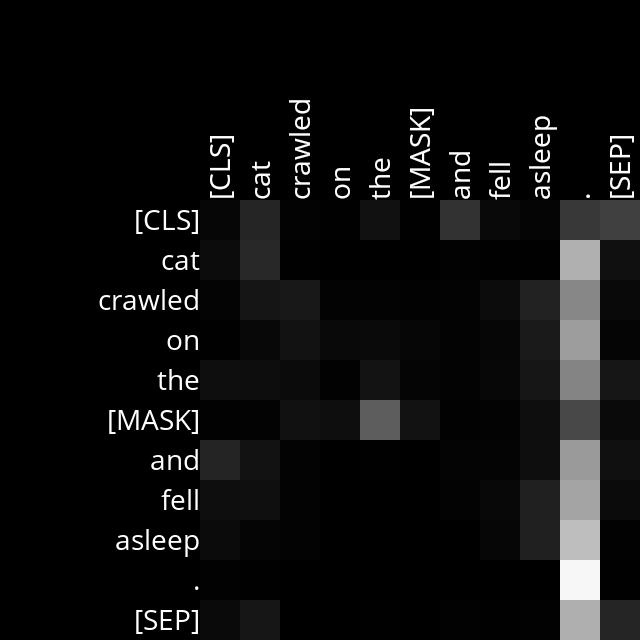 [CLS] cat crawled on the [MASK] and fell asleep . [SEP]
[CLS]
cat
crawled
on
the
[MASK]
and
fell
asleep
.
[SEP]